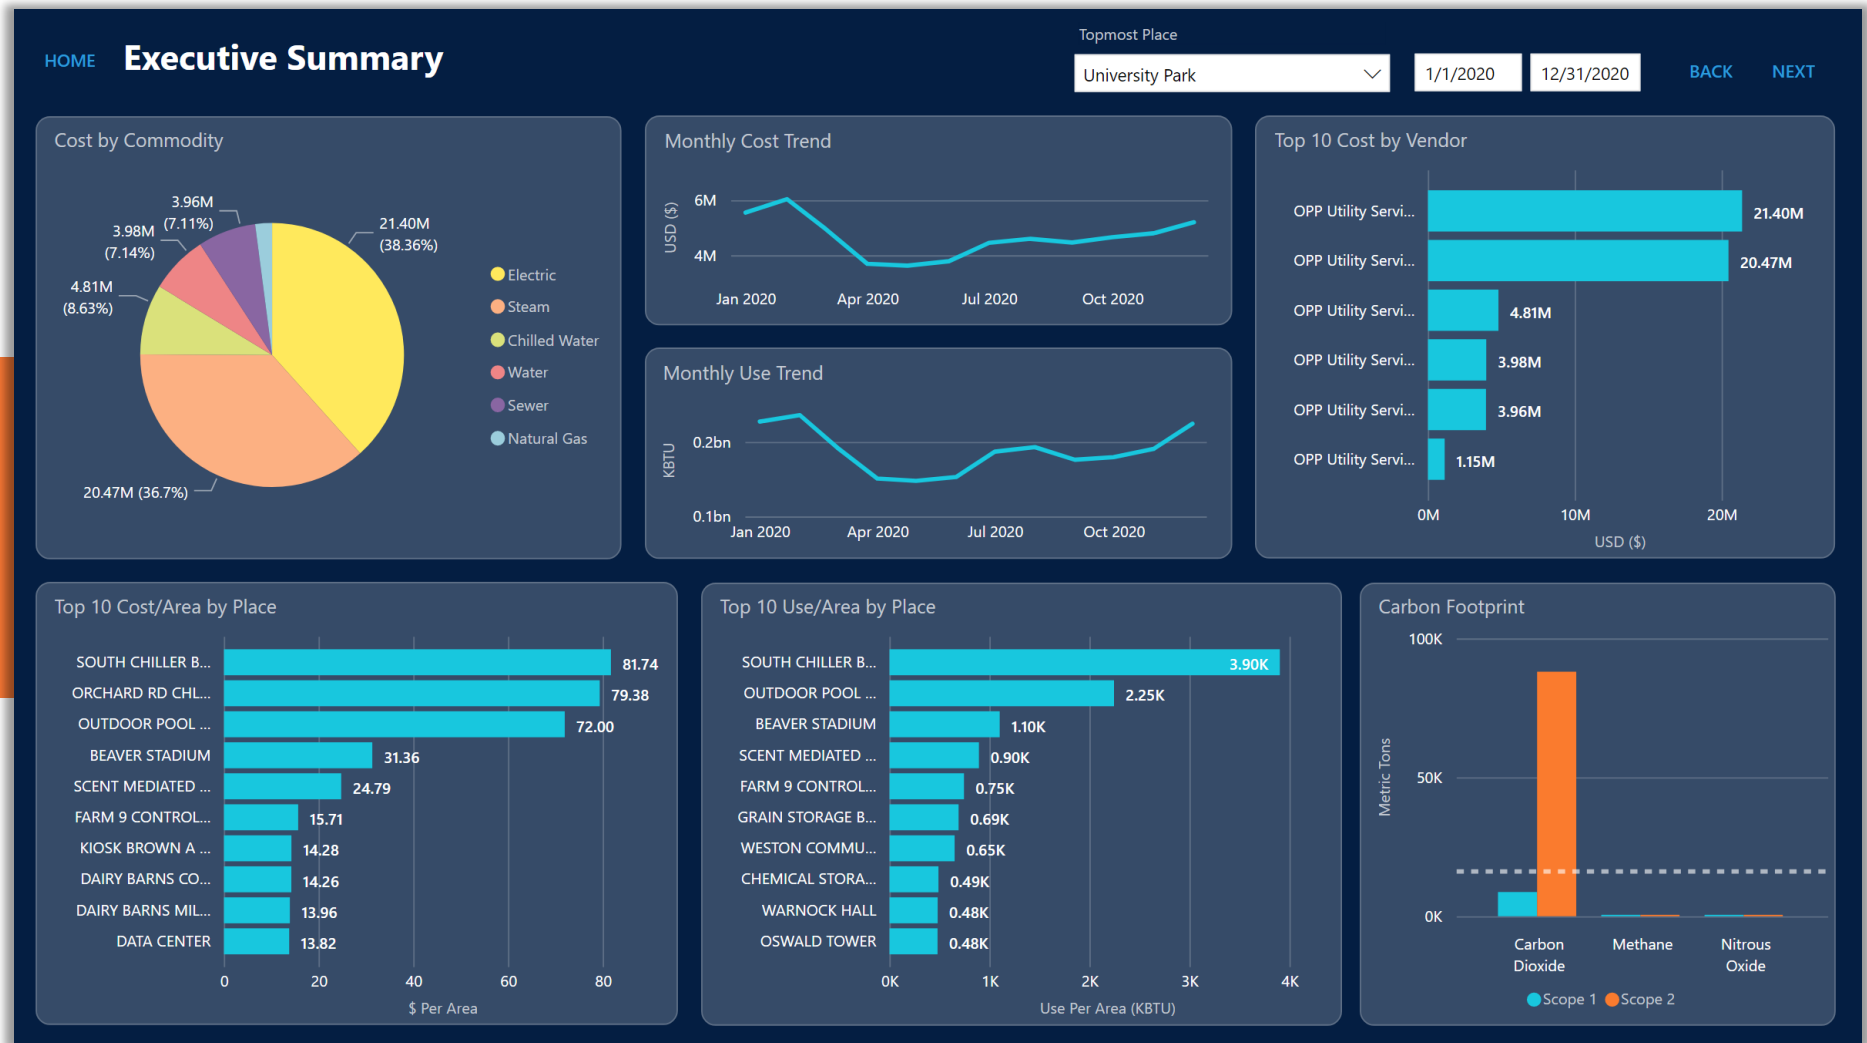 HOME
Executive Summary
Topmost Place
University Park
1/1/2020
12/31/2020
BACK
NEXT
Cost by Commodity
3.96M
(7.11%)
3.98M
(7.14%)
4.81M
(8.63%)
21.40M
(38.36%)
20.47M (36.7%)
Electric
Steam
Chilled Water
Water
Sewer
Natural Gas
Monthly Cost Trend
USD ($)
6M
4M
Jan 2020
Apr 2020
Jul 2020
Oct 2020
Monthly Use Trend
KBTU
0.2bn
0.1bn
Jan 2020
Apr 2020
Jul 2020
Oct 2020
Top 10 Cost by Vendor
OPP Utility Servi... 21.40M
OPP Utility Servi... 20.47M
OPP Utility Servi... 4.81M
OPP Utility Servi... 3.98M
OPP Utility Servi... 3.96M
OPP Utility Servi... 1.15M
0M 10M 20M
USD ($)
Top 10 Cost/Area by Place
SOUTH CHILLER B... 81.74
ORCHARD RD CHL... 79.38
OUTDOOR POOL ... 72.00
BEAVER STADIUM 31.36
SCENT MEDIATED ... 24.79
FARM 9 CONTROL... 15.71
KIOSK BROWN A ... 14.28
DAIRY BARNS CO... 14.26
DAIRY BARNS MIL... 13.96
DATA CENTER 13.82
0 20 40 60 80
$ Per Area
Top 10 Use/Area by Place
SOUTH CHILLER B... 3.90K
OUTDOOR POOL ... 2.25K
BEAVER STADIUM 1.10K
SCENT MEDIATED ... 0.90K
FARM 9 CONTROL... 0.75K
GRAIN STORAGE B... 0.69K
WESTON COMMU... 0.65K
CHEMICAL STORA... 0.49K
WARNOCK HALL 0.48K
OSWALD TOWER 0.48K
0K 1K 2K 3K 4K
Use Per Area (KBTU)
Carbon Footprint
Metric Tons
100K
50K
0K
Carbon
Dioxide
Methane
Nitrous
Oxide
Scope 1 Scope 2